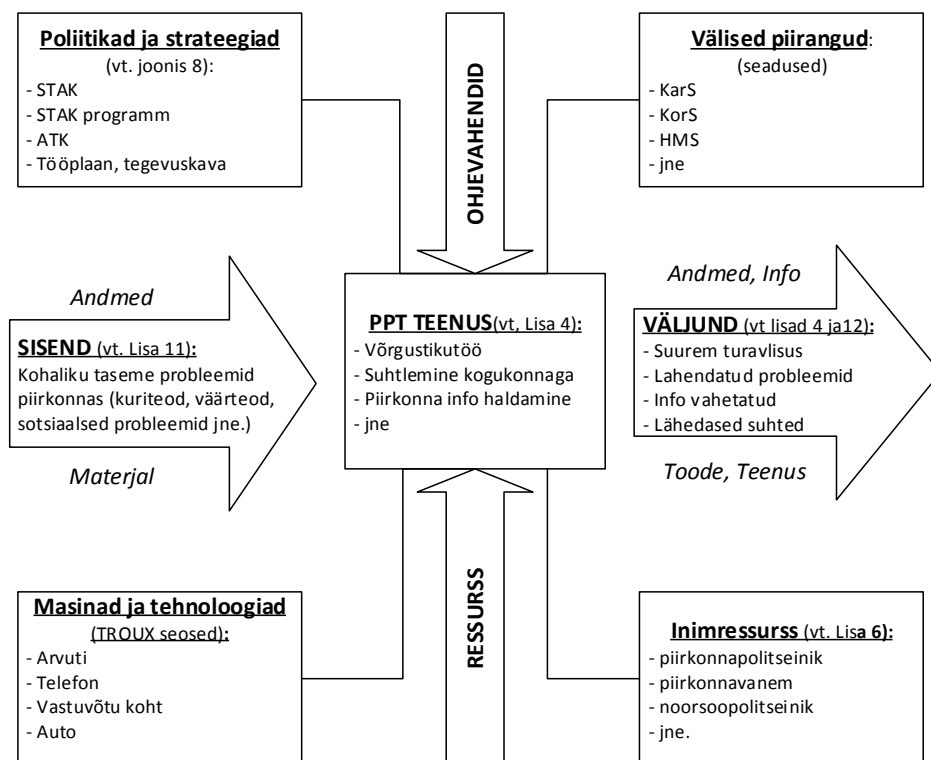 Poliitikad ja strateegiad
(vt. joonis 8):
- STAK
- STAK programm
- ATK
- Tööplaan, tegevuskava
OHJEVAHENDID
Välised piirangud:
(seadused)
- KarS
- KorS
- HMS
- jne
Andmed
SISEND (vt. Lisa 11):
Kohaliku taseme probleemid
piirkonnas (kuriteod, väärteod,
sotsiaalsed probleemid jne.)
Materjal
PPT TEENUS(vt, Lisa 4):
- Võrgustikutöö
- Suhtlemine kogukonnaga
- Piirkonna info haldamine
- jne
Andmed, Info
VÄLJUND (vt lisad 4 ja12):
- Suurem turavlisus
- Lahendatud probleemid
- Info vahetatud
- Lähedased suhted
Toode, Teenus
Masinad ja tehnoloogiad
(TROUX seosed):
- Arvuti
- Telefon
- Vastuvõtu koht
- Auto
RESSURSS
Inimressurss (vt. Lisa 6):
- piirkonnapolitseinik
- piirkonnavanem
- noorsoopolitseinik
- jne.